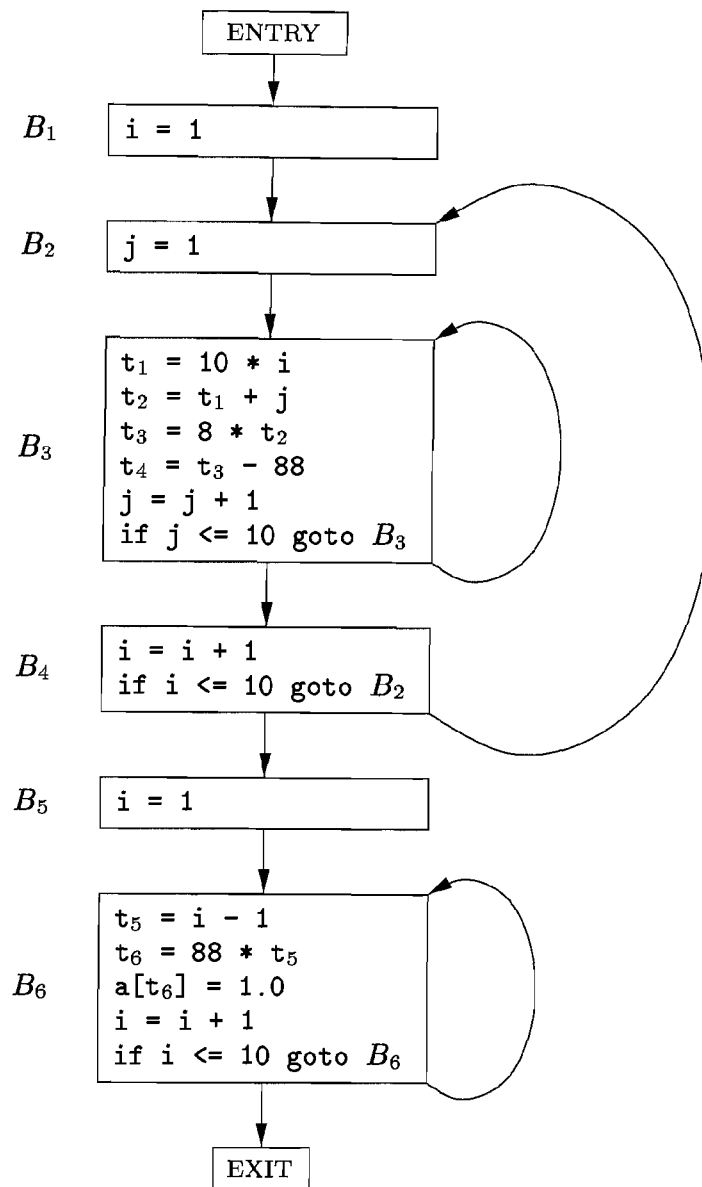 ENTRY
B₁
i = 1
B₂
j = 1
B₃
t₁ = 10 * i
t₂ = t₁ + j
t₃ = 8 * t₂
t₄ = t₃ - 88
j = j + 1
if j <= 10 goto B₃
B₄
i = i + 1
if i <= 10 goto B₂
B₅
i = 1
B₆
t₅ = i - 1
t₆ = 88 * t₅
a[t₆] = 1.0
i = i + 1
if i <= 10 goto B₆
EXIT